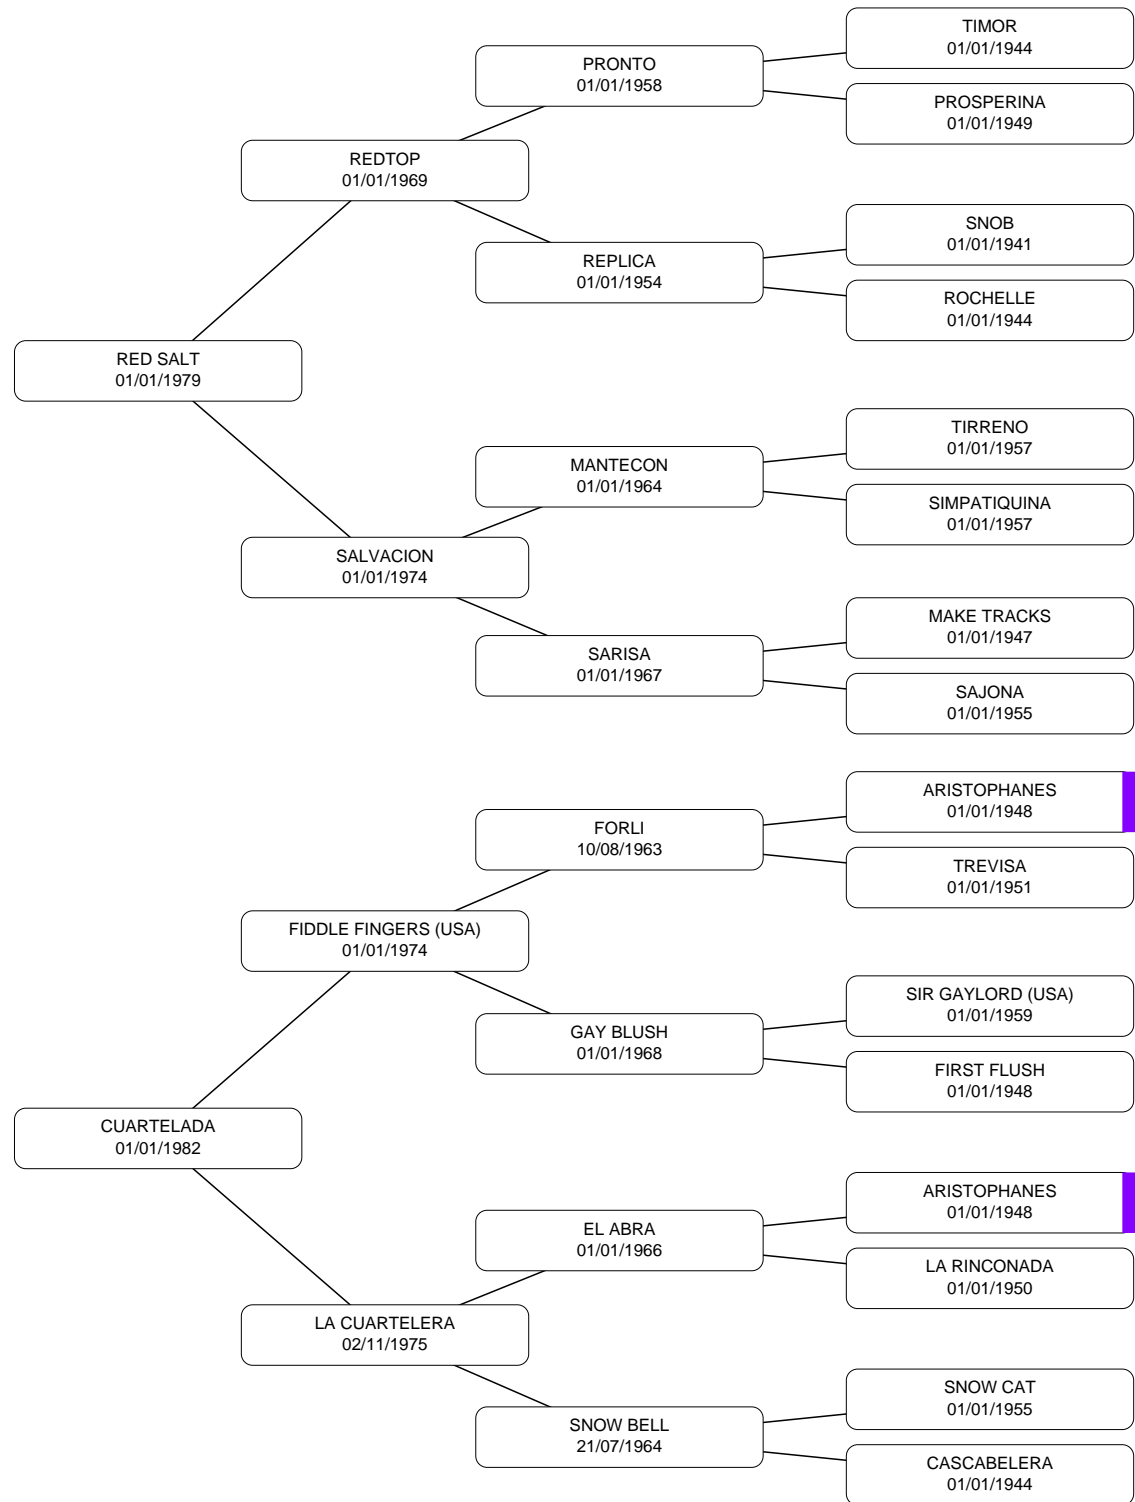 TIMOR
01/01/1944
PRONTO
01/01/1958
PROSPERINA
01/01/1949
REDTOP
01/01/1969
SNOB
01/01/1941
REPLICA
01/01/1954
ROCHELLE
01/01/1944
RED SALT
01/01/1979
TIRRENO
01/01/1957
MANTECON
01/01/1964
SIMPATIQUINA
01/01/1957
SALVACION
01/01/1974
MAKE TRACKS
01/01/1947
SARISA
01/01/1967
SAJONA
01/01/1955
ARISTOPHANES
01/01/1948
FORLI
10/08/1963
TREVISA
01/01/1951
FIDDLE FINGERS (USA)
01/01/1974
SIR GAYLORD (USA)
01/01/1959
GAY BLUSH
01/01/1968
FIRST FLUSH
01/01/1948
CUARTELADA
01/01/1982
ARISTOPHANES
01/01/1948
EL ABRA
01/01/1966
LA RINCONADA
01/01/1950
LA CUARTELERA
02/11/1975
SNOW CAT
01/01/1955
SNOW BELL
21/07/1964
CASCABELERA
01/01/1944